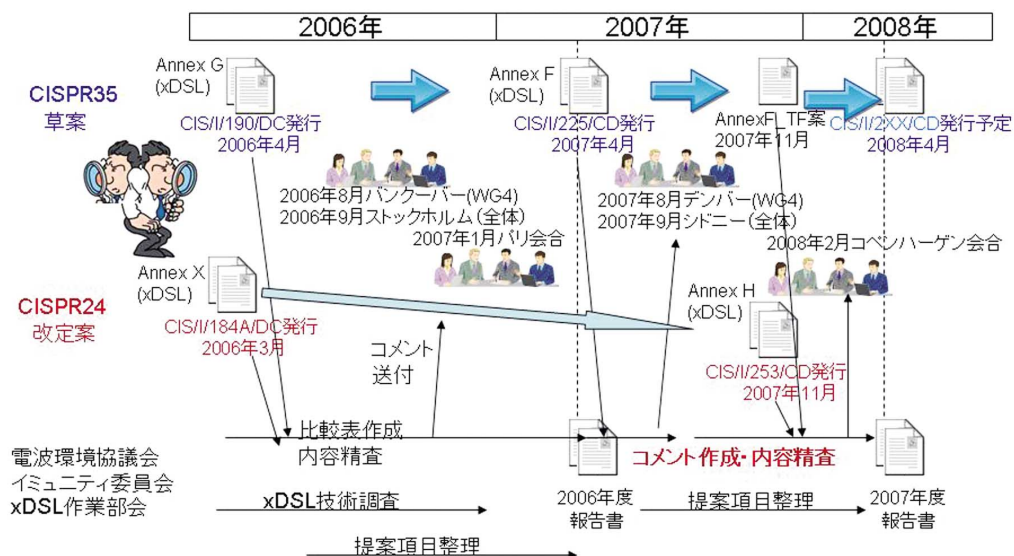 2006年
2007年
2008年
CISPR35
草案
Annex G
(xDSL)
CIS/I/190/DC発行
2006年4月
Annex F
(xDSL)
CIS/I/225/CD発行
2007年4月
AnnexF TF案
2007年11月
CIS/I/2XX/CD発行予定
2008年4月
2006年8月バンクーバー(WG4)
2006年9月ストックホルム(全体)
2007年1月パリ会合
2007年8月デンバー(WG4)
2007年9月シドニー(全体)
2008年2月コペンハーゲン会合
CISPR24
改定案
Annex X
(xDSL)
CIS/I/184A/DC発行
2006年3月
Annex H
(xDSL)
CIS/I/253/CD発行
2007年11月
コメント
送付
電波環境協議会
イミュニティ委員会
xDSL作業部会
比較表作成
内容精査
コメント作成・内容精査
xDSL技術調査
提案項目整理
2006年度
報告書
提案項目整理
2007年度
報告書